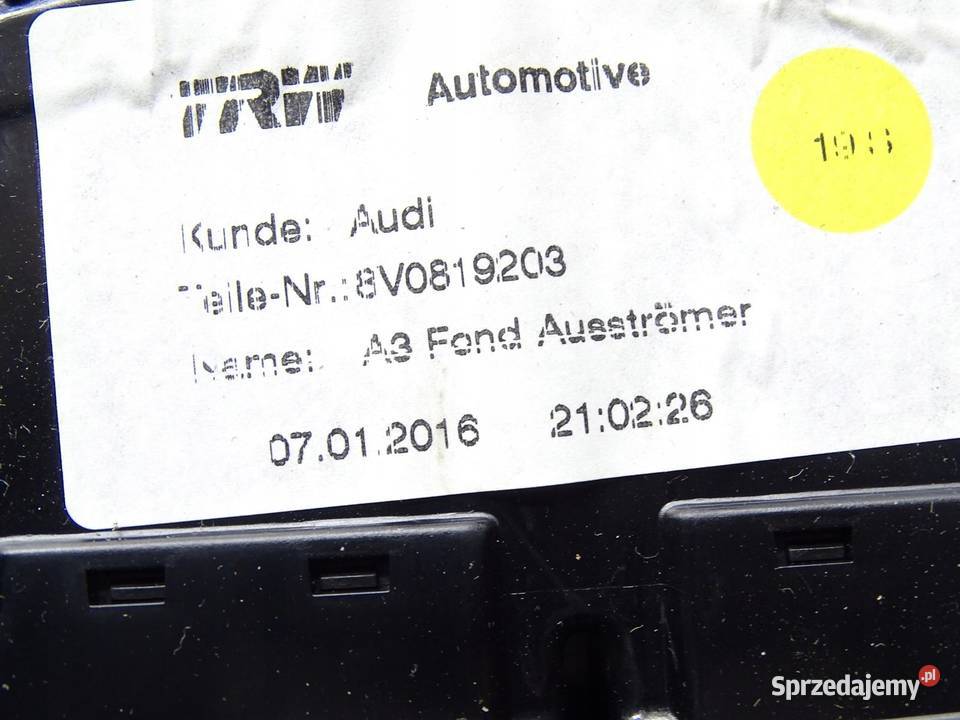 TRW Automotive
Kunde: Audi
Teile-Nr.:8V0819203
Name: A3 Fond Ausströmer
07.01.2016 21:02:26
Sprzedajemy.pl